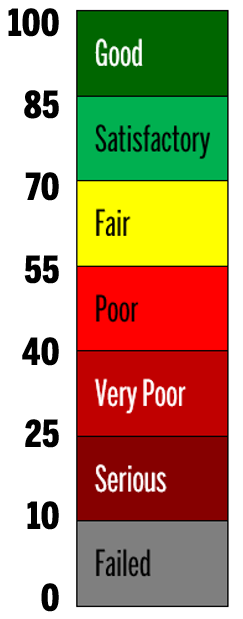 100
Good
85
Satisfactory
70
Fair
55
Poor
40
Very Poor
25
Serious
10
Failed
0